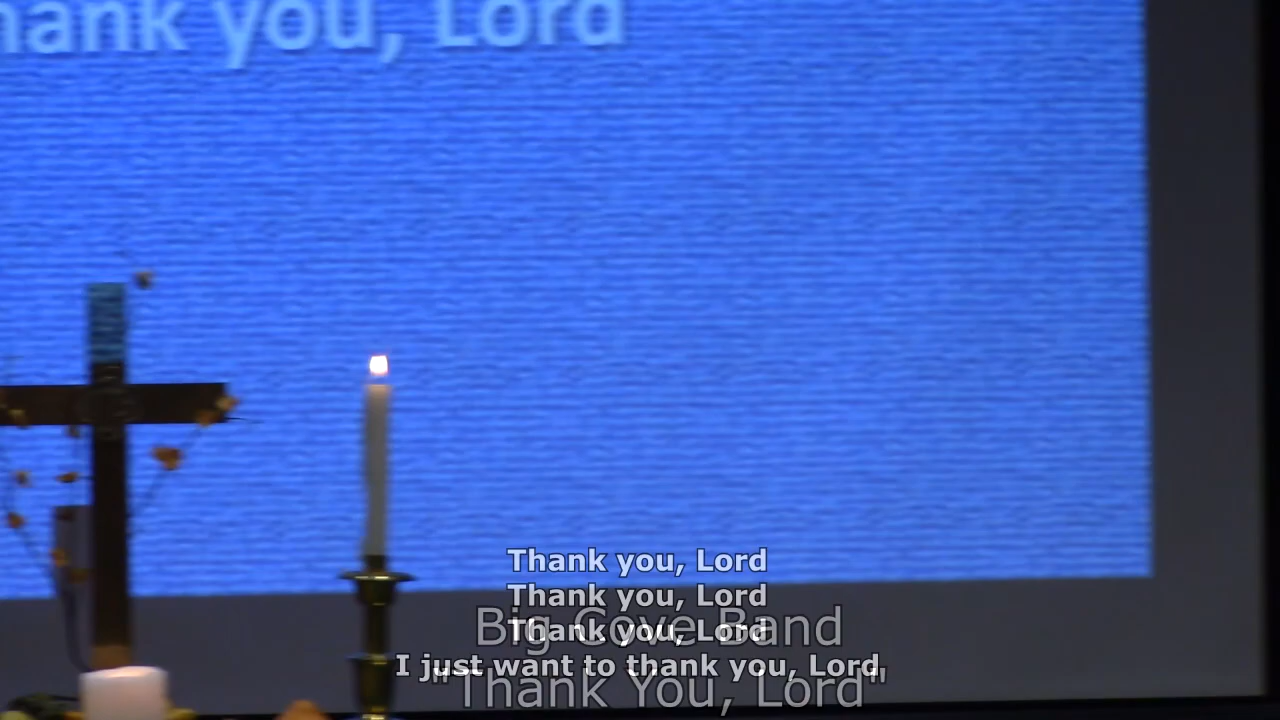 hank you, Lord
Thank you, Lord
Thank you, Lord
Big Cove Band
Thank you, Lord
I just want to thank you, Lord
"Thank You, Lord"